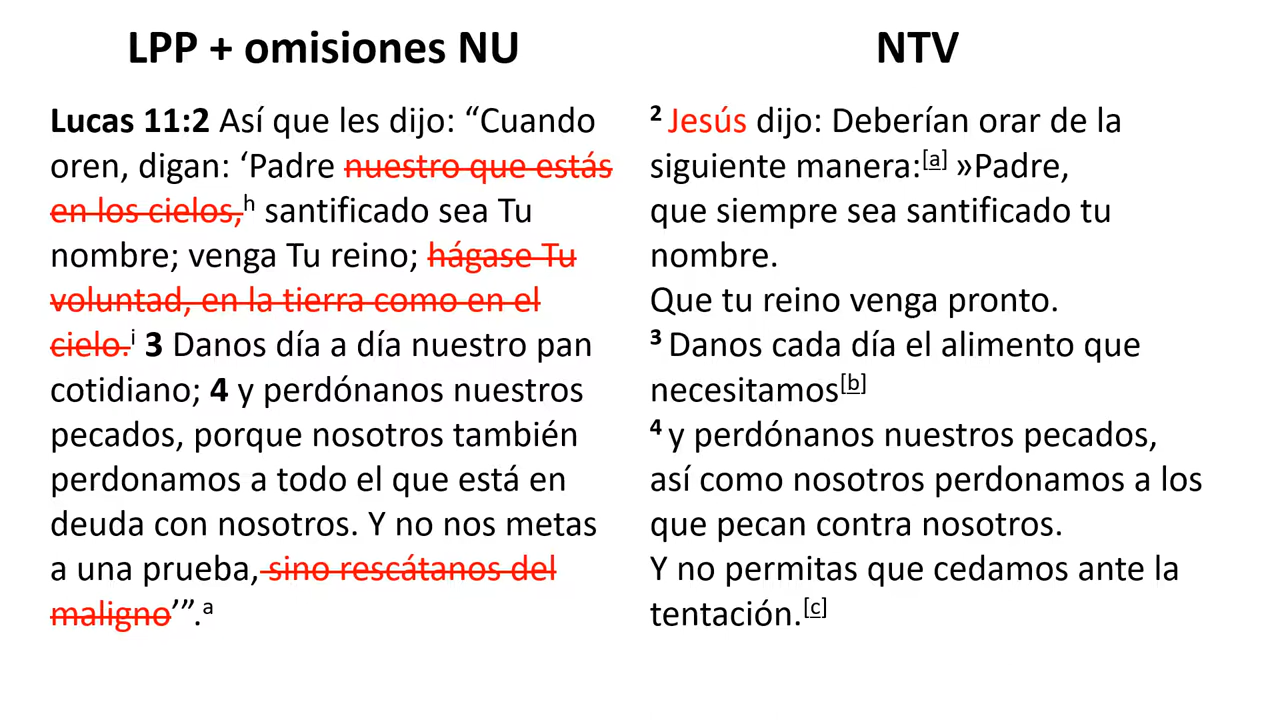 LPP + omisiones NU
Lucas 11:2 Así que les dijo: “Cuando
oren, digan: ‘Padre nuestro que estás
en los cielos,h santificado sea Tu
nombre; venga Tu reino; hágase Tu
voluntad, en la tierra como en el
cielo.i 3 Danos día a día nuestro pan
cotidiano; 4 y perdónanos nuestros
pecados, porque nosotros también
perdonamos a todo el que está en
deuda con nosotros. Y no nos metas
a una prueba, sino rescátanos del
maligno’”.a
NTV
2 Jesús dijo: Deberían orar de la
siguiente manera:[a] »Padre,
que siempre sea santificado tu
nombre.
Que tu reino venga pronto.
3 Danos cada día el alimento que
necesitamos[b]
4 y perdónanos nuestros pecados,
así como nosotros perdonamos a los
que pecan contra nosotros.
Y no permitas que cedamos ante la
tentación.[c]